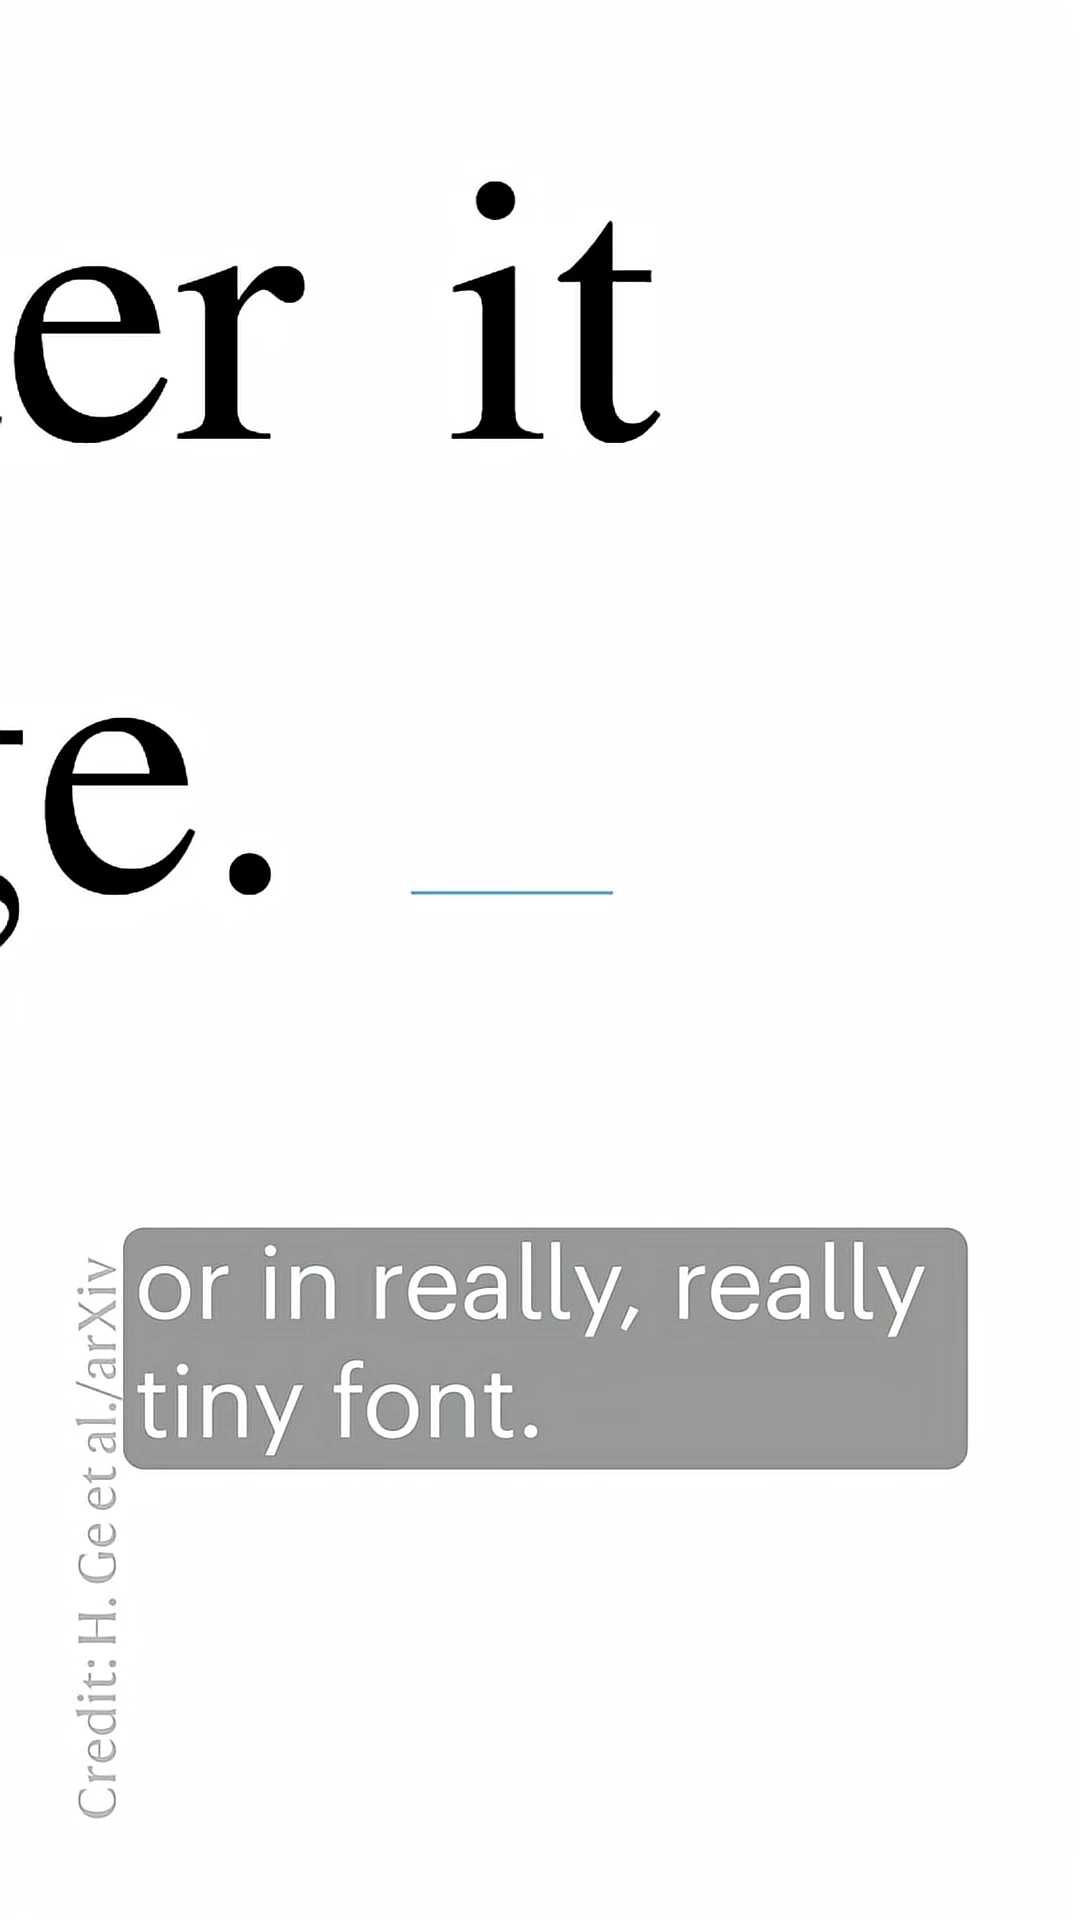 er it
e.
or in really, really
tiny font.
Credit: H. Ge et al./arXiv